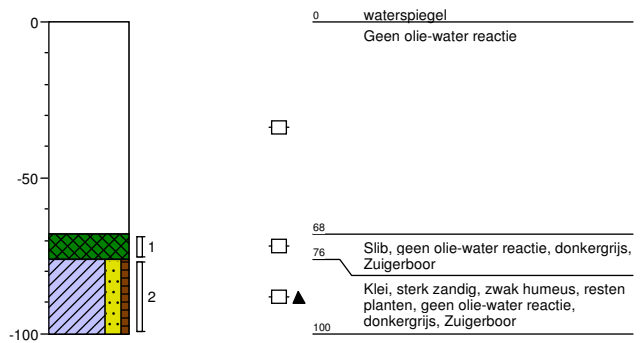 0
-50
-100
1
2
0 waterspiegel
Geen olie-water reactie
68
Slib, geen olie-water reactie, donkergrijs,
76
Zuigerboor
Klei, sterk zandig, zwak humeus, resten
planten, geen olie-water reactie,
donkergrijs, Zuigerboor
100